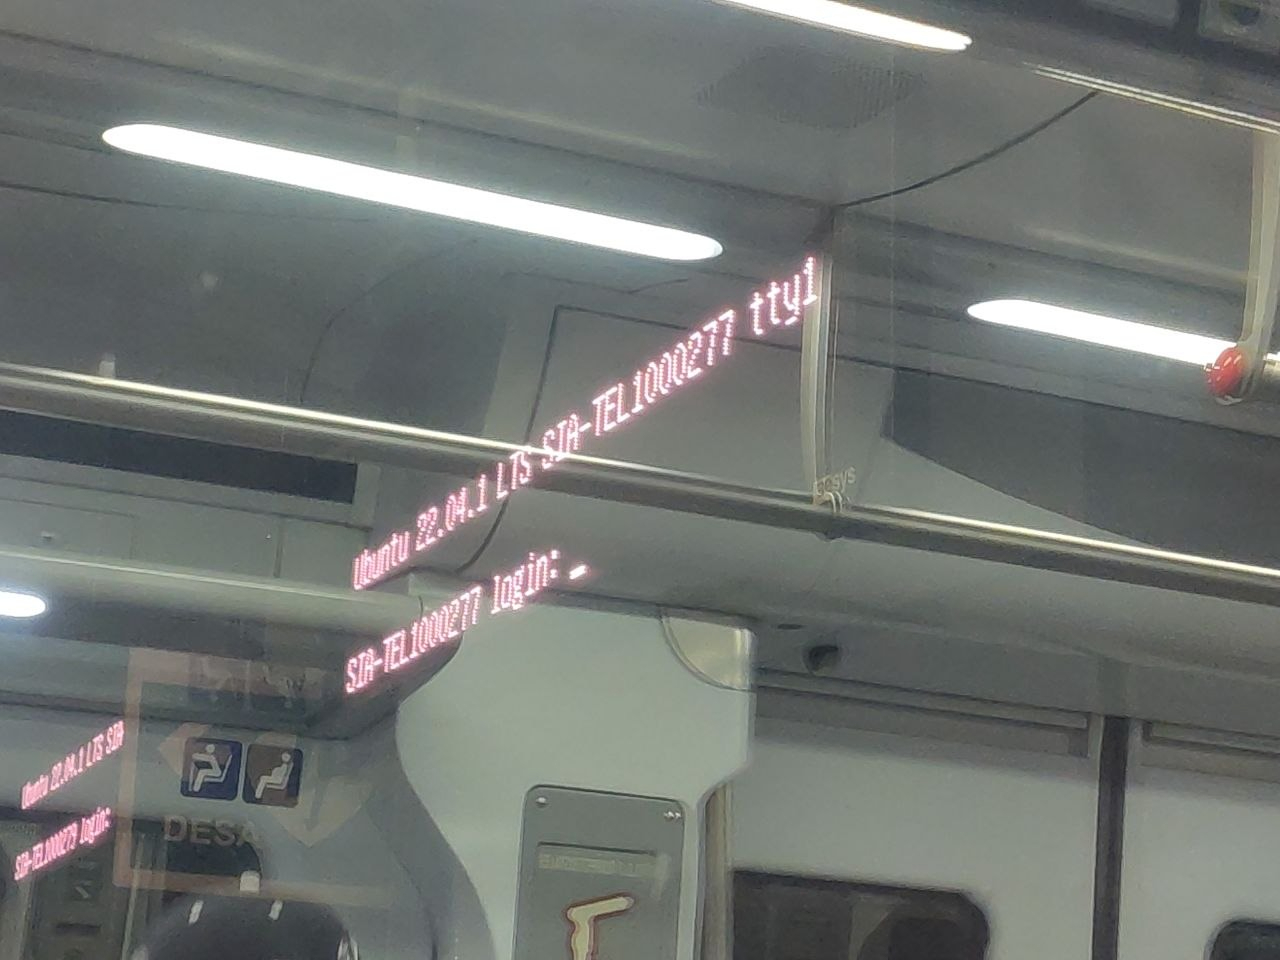 Ubuntu 22.04.1 LTS SIA-TEL1000277 tty1
SIA-TEL1000277 login: _
Ubuntu 22.04.1 LTS SIA
SIA-TEL1000279 login:
DESA